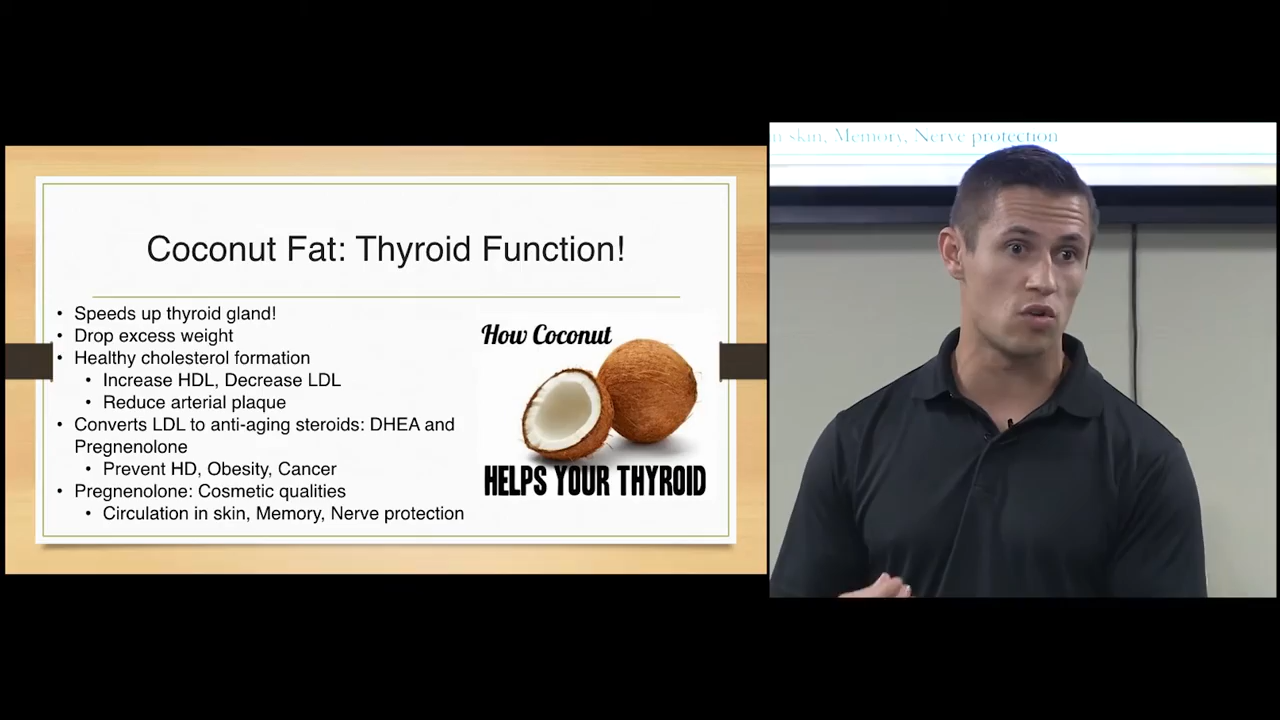 Coconut Fat: Thyroid Function!
• Speeds up thyroid gland!
• Drop excess weight
• Healthy cholesterol formation
• Increase HDL, Decrease LDL
• Reduce arterial plaque
• Converts LDL to anti-aging steroids: DHEA and
Pregnenolone
• Prevent HD, Obesity, Cancer
• Pregnenolone: Cosmetic qualities
• Circulation in skin, Memory, Nerve protection
How Coconut
HELPS YOUR THYROID
skin, Memory, Nerve protection